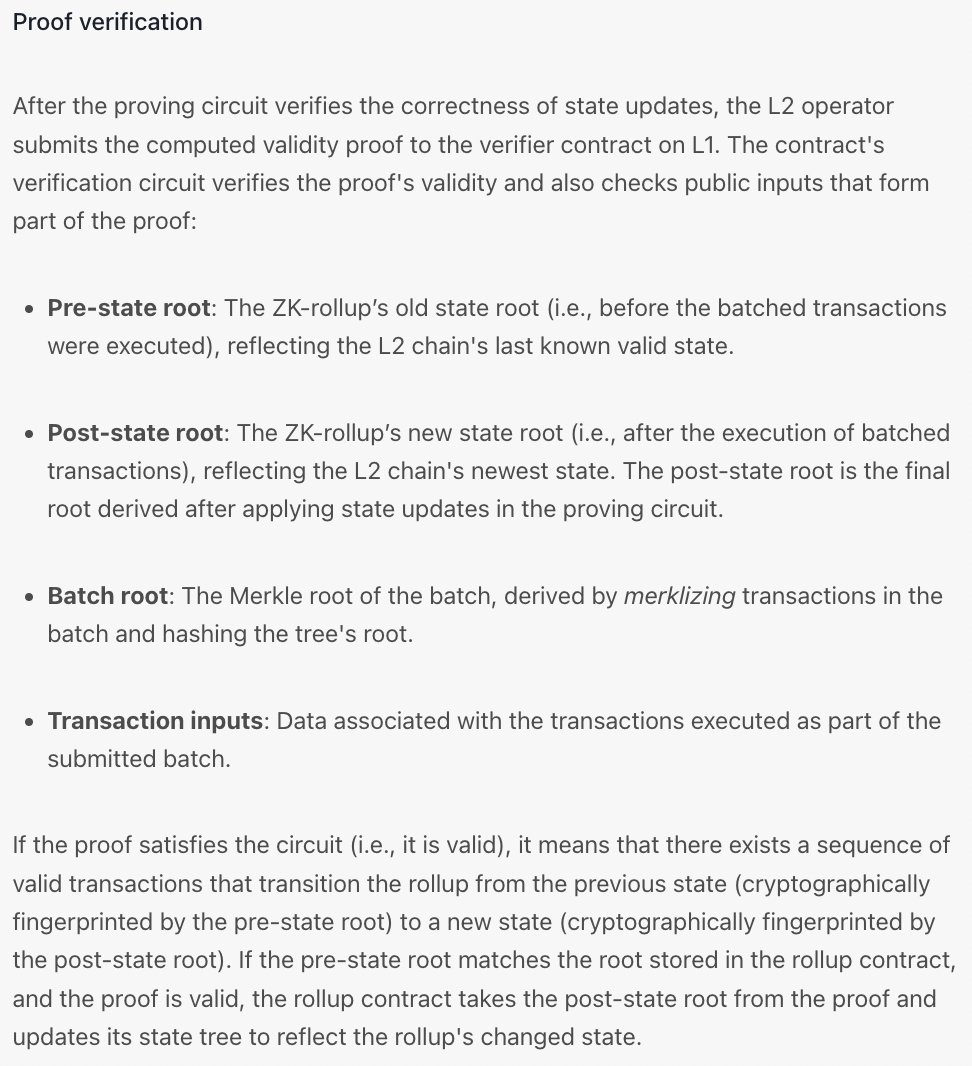 Proof verification
After the proving circuit verifies the correctness of state updates, the L2 operator
submits the computed validity proof to the verifier contract on L1. The contract's
verification circuit verifies the proof's validity and also checks public inputs that form
part of the proof:
• Pre-state root: The ZK-rollup’s old state root (i.e., before the batched transactions
were executed), reflecting the L2 chain's last known valid state.
• Post-state root: The ZK-rollup’s new state root (i.e., after the execution of batched
transactions), reflecting the L2 chain's newest state. The post-state root is the final
root derived after applying state updates in the proving circuit.
• Batch root: The Merkle root of the batch, derived by merklizing transactions in the
batch and hashing the tree's root.
• Transaction inputs: Data associated with the transactions executed as part of the
submitted batch.
If the proof satisfies the circuit (i.e., it is valid), it means that there exists a sequence of
valid transactions that transition the rollup from the previous state (cryptographically
fingerprinted by the pre-state root) to a new state (cryptographically fingerprinted by
the post-state root). If the pre-state root matches the root stored in the rollup contract,
and the proof is valid, the rollup contract takes the post-state root from the proof and
updates its state tree to reflect the rollup's changed state.